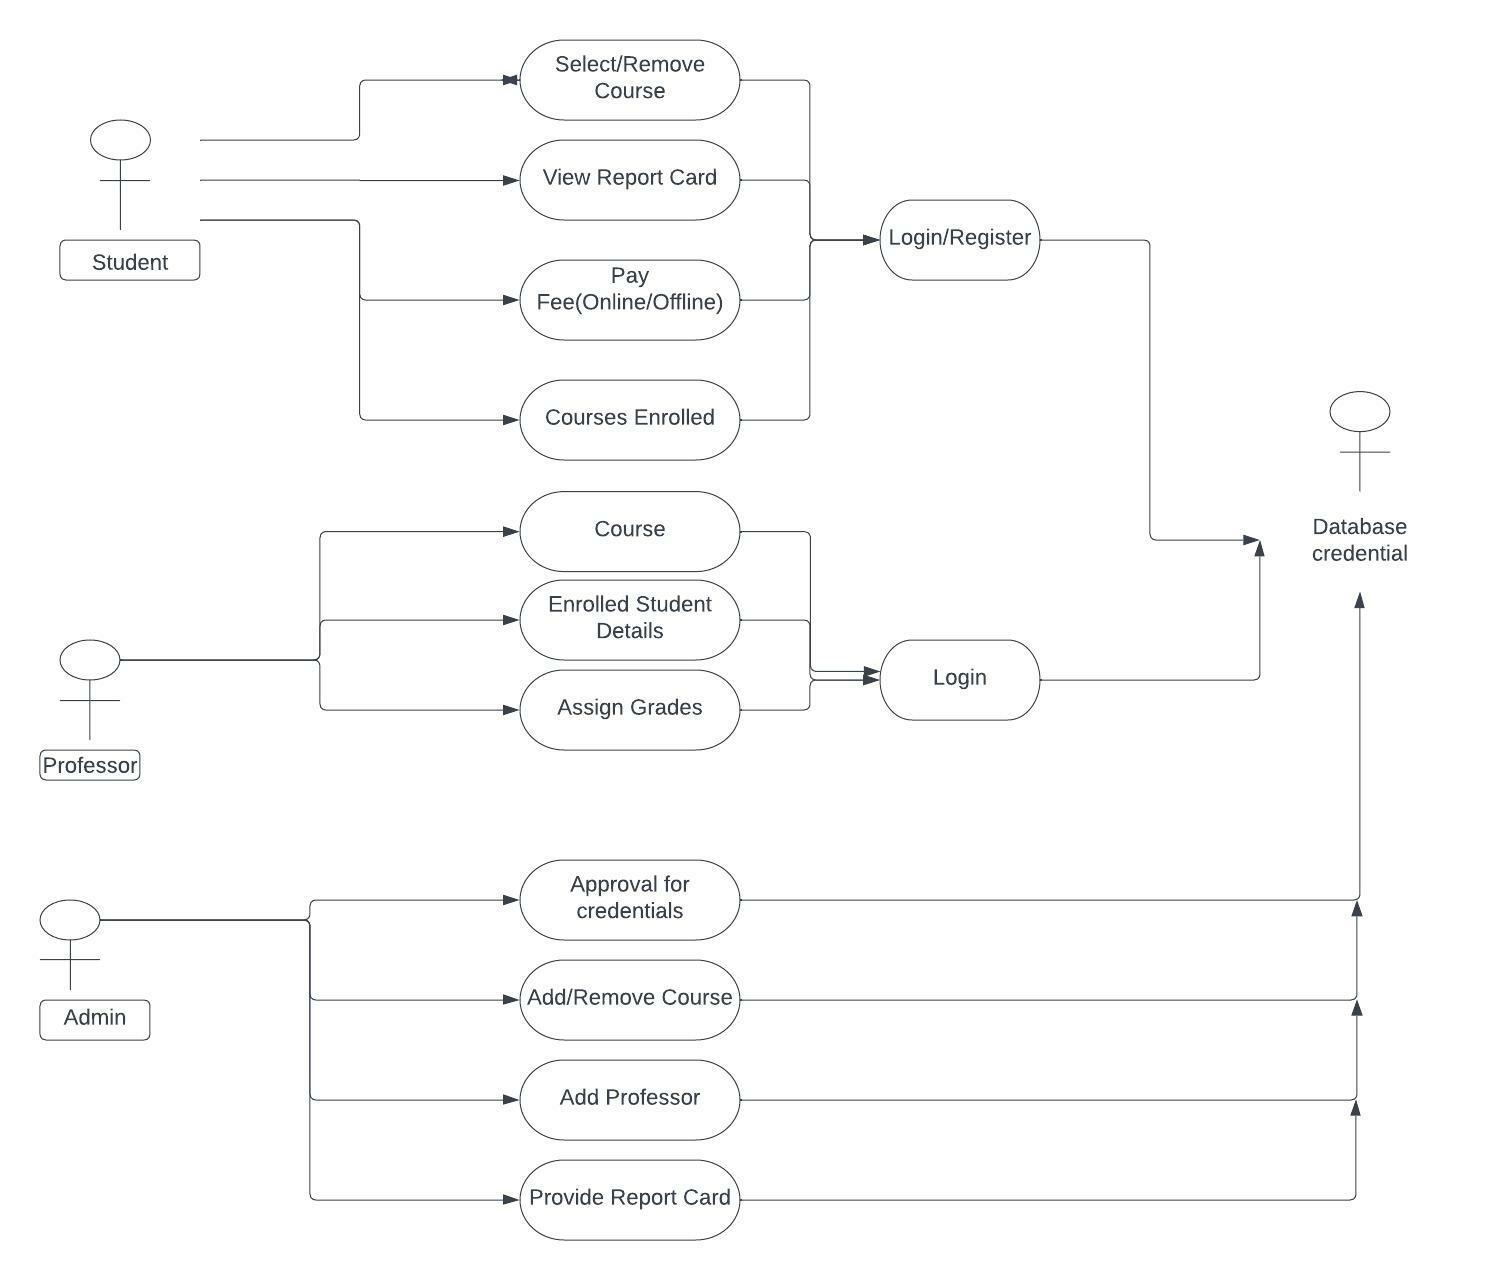 Select/Remove
Course
View Report Card
Login/Register
Student
Pay
Fee(Online/Offline)
Courses Enrolled
Database
credential
Course
Enrolled Student
Details
Login
Assign Grades
Professor
Approval for
credentials
Add/Remove Course
Admin
Add Professor
Provide Report Card